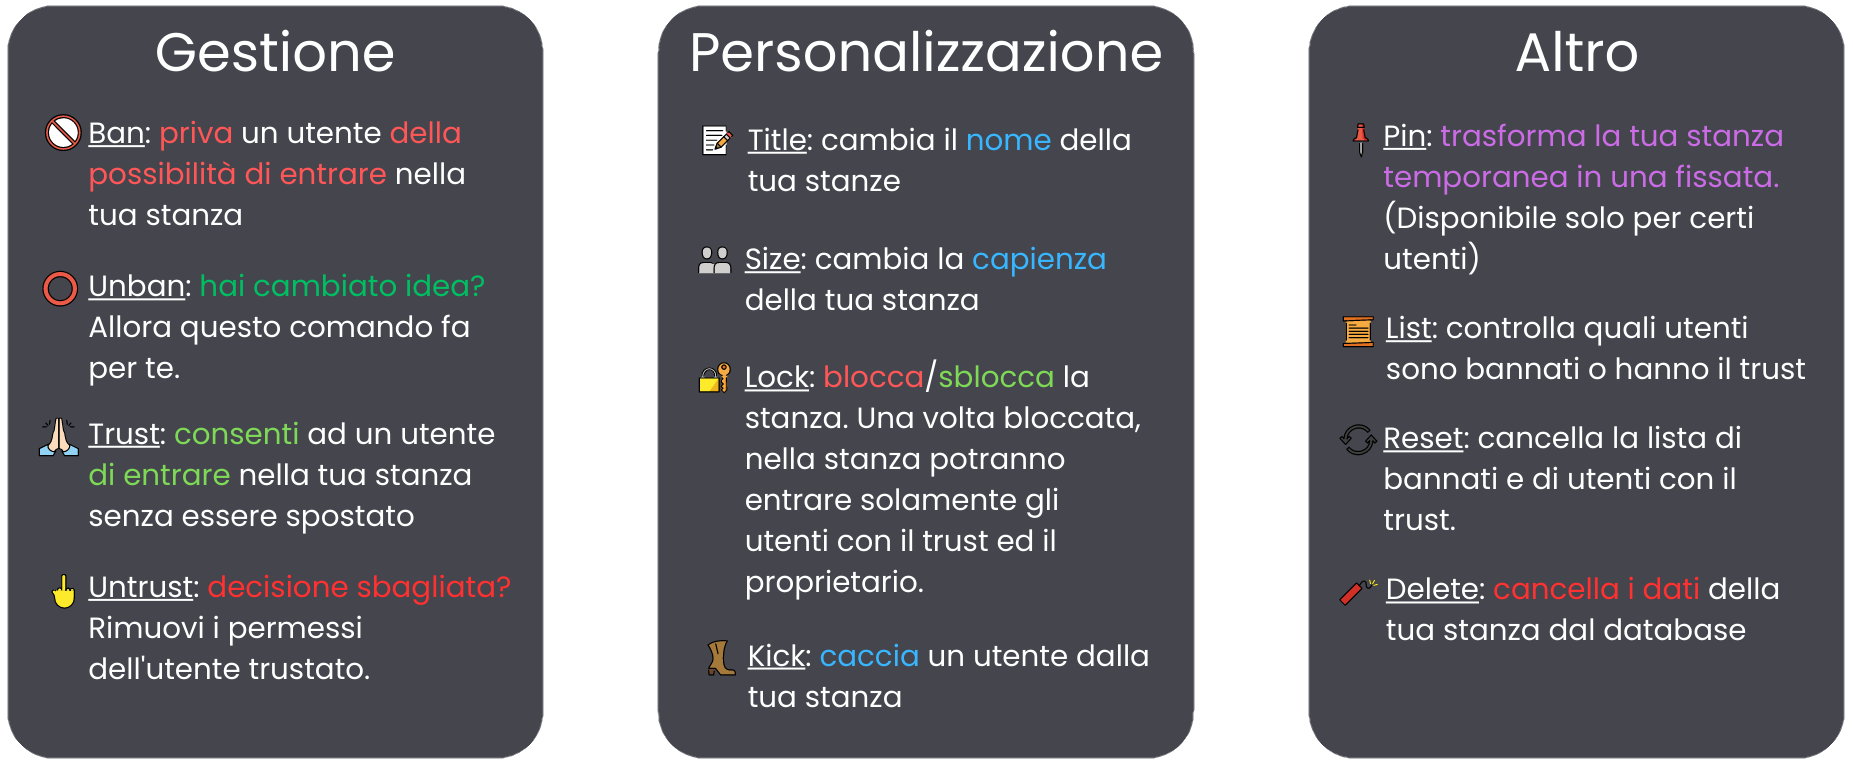 Gestione
Ban: priva un utente della
possibilità di entrare nella
tua stanza
Unban: hai cambiato idea?
Allora questo comando fa
per te.
Trust: consenti ad un utente
di entrare nella tua stanza
senza essere spostato
Untrust: decisione sbagliata?
Rimuovi i permessi
dell'utente trustato.
Personalizzazione
Title: cambia il nome della
tua stanze
Size: cambia la capienza
della tua stanza
Lock: blocca/sblocca la
stanza. Una volta bloccata,
nella stanza potranno
entrare solamente gli
utenti con il trust ed il
proprietario.
Kick: caccia un utente dalla
tua stanza
Altro
Pin: trasforma la tua stanza
temporanea in una fissata.
(Disponibile solo per certi
utenti)
List: controlla quali utenti
sono bannati o hanno il trust
Reset: cancella la lista di
bannati e di utenti con il
trust.
Delete: cancella i dati della
tua stanza dal database